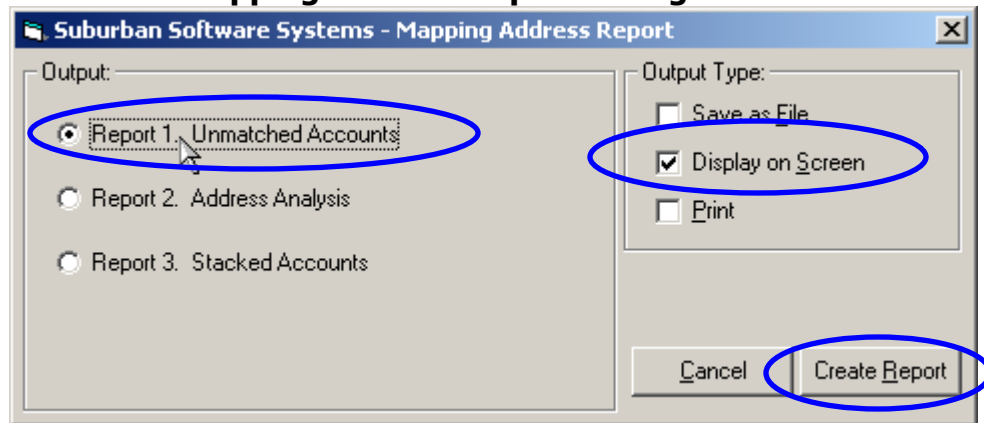 Suburban Software Systems - Mapping Address Report
Output:
Report 1. Unmatched Accounts
Report 2. Address Analysis
Report 3. Stacked Accounts
Output Type:
Save as File
Display on Screen
Print
Cancel
Create Report